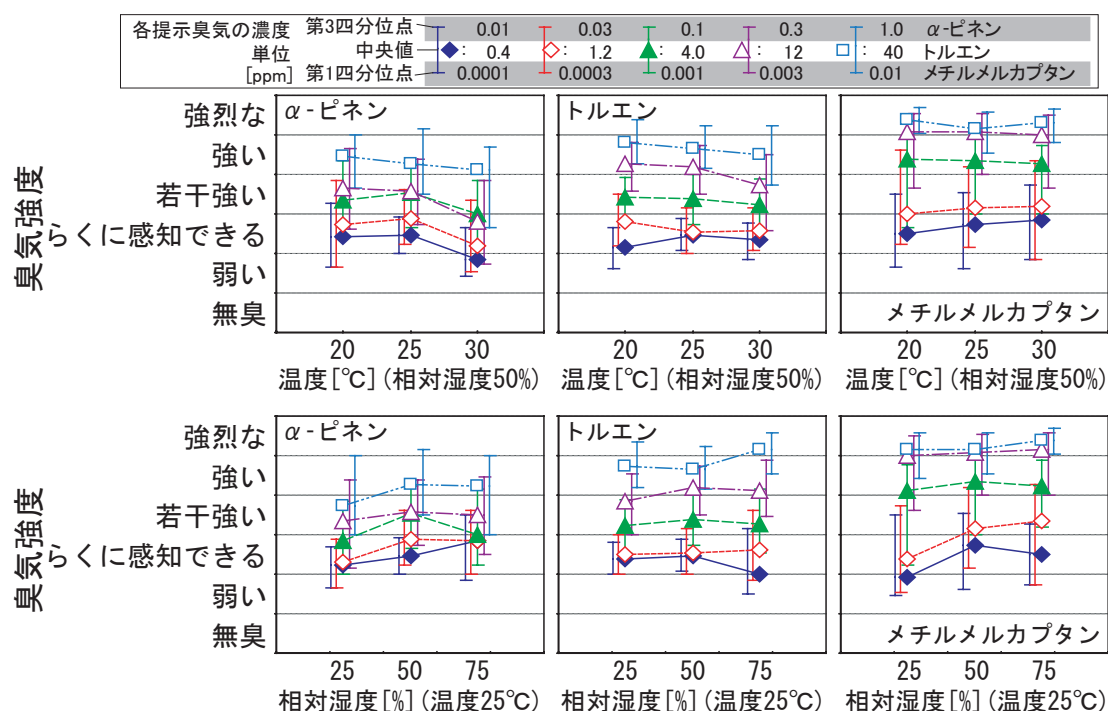 各提示臭気の濃度 第3四分位点 0.01 0.03 0.1 0.3 1.0 α-ピネン
単位 中央値 : 0.4 : 1.2 : 4.0 : 12 : 40 トルエン
[ppm] 第1四分位点 0.0001 0.0003 0.001 0.003 0.01 メチルメルカプタン
臭気強度
強烈な
強い
若干強い
らくに感知できる
弱い
無臭
α-ピネン
トルエン
メチルメルカプタン
20 25 30
20 25 30
20 25 30
温度[℃](相対湿度50%)
温度[℃](相対湿度50%)
温度[℃](相対湿度50%)
臭気強度
強烈な
強い
若干強い
らくに感知できる
弱い
無臭
α-ピネン
トルエン
メチルメルカプタン
25 50 75
25 50 75
25 50 75
相対湿度[%](温度25℃)
相対湿度[%](温度25℃)
相対湿度[%](温度25℃)